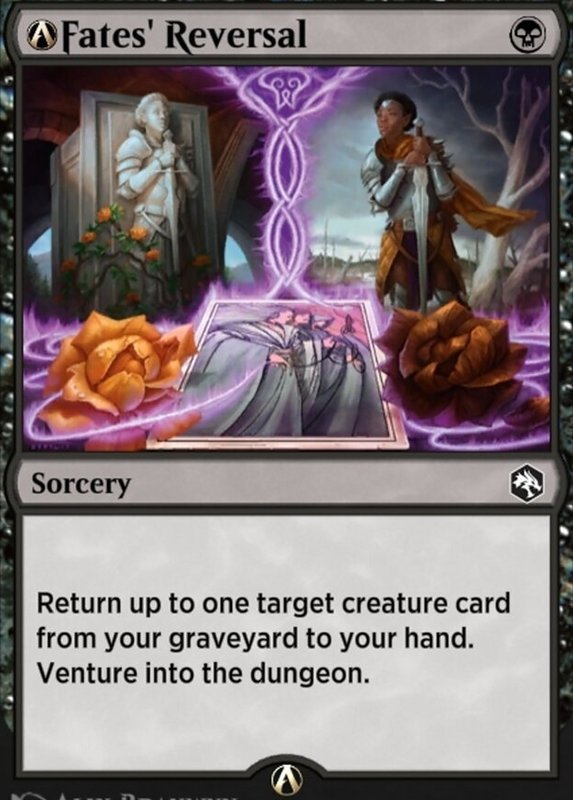 Fates' Reversal
Sorcery
Return up to one target creature card
from your graveyard to your hand.
Venture into the dungeon.